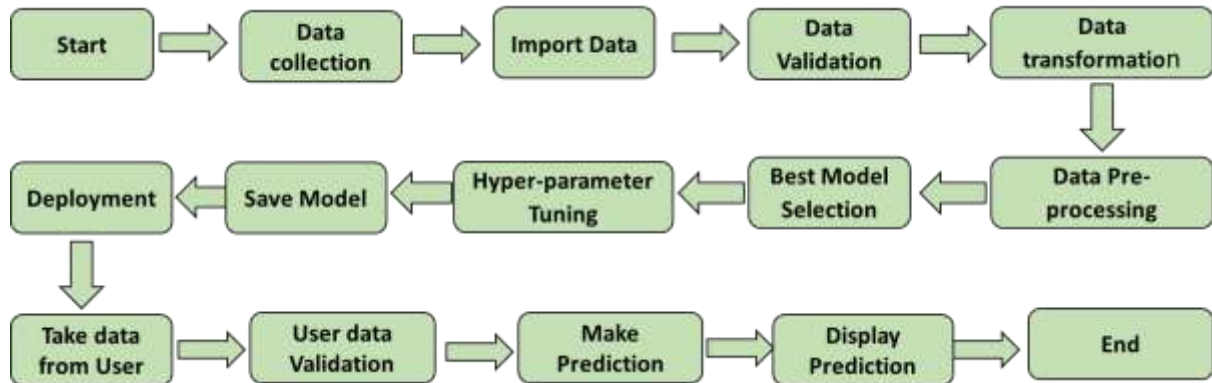 Start
Data
collection
Import Data
Data
Validation
Data
transformation
Data Pre-
processing
Best Model
Selection
Hyper-parameter
Tuning
Save Model
Deployment
Take data
from User
User data
Validation
Make
Prediction
Display
Prediction
End